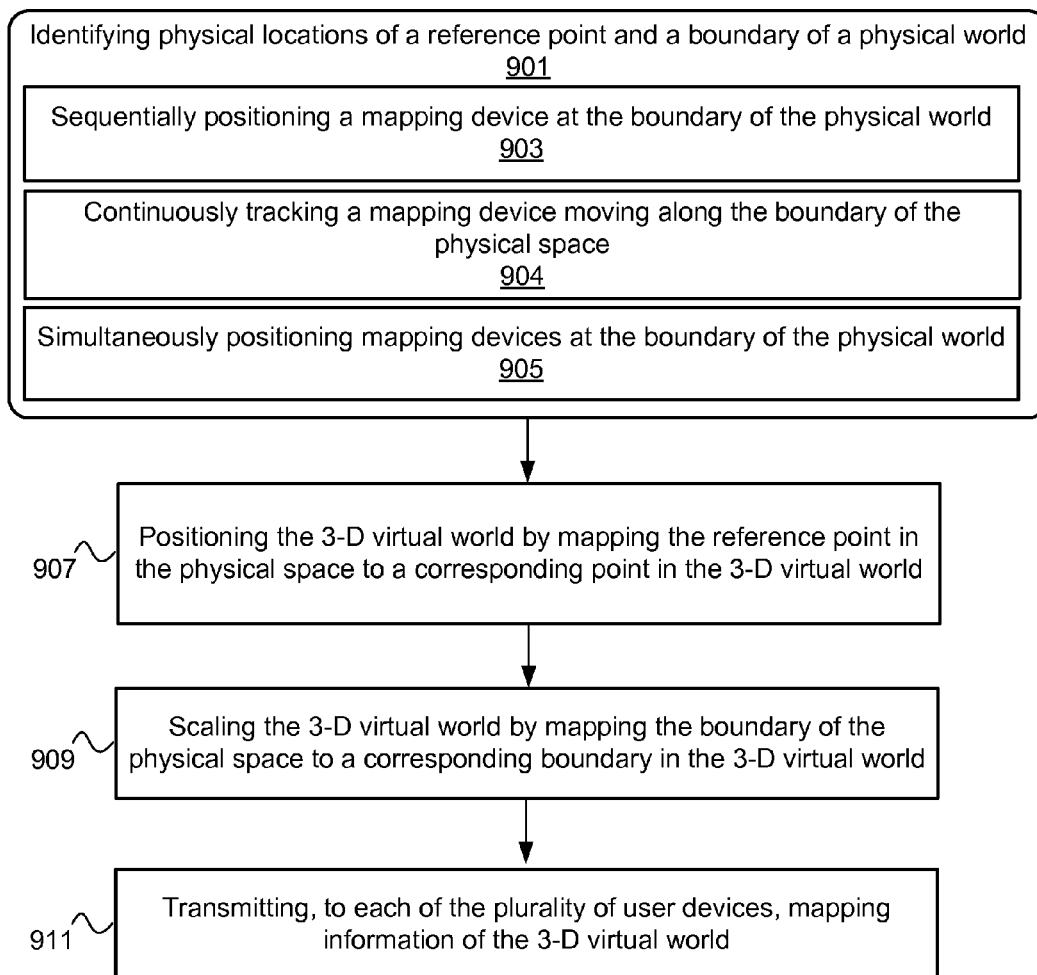 Identifying physical locations of a reference point and a boundary of a physical world
901
Sequentially positioning a mapping device at the boundary of the physical world
903
Continuously tracking a mapping device moving along the boundary of the
physical space
904
Simultaneously positioning mapping devices at the boundary of the physical world
905
Positioning the 3-D virtual world by mapping the reference point in
the physical space to a corresponding point in the 3-D virtual world
907
Scaling the 3-D virtual world by mapping the boundary of the
physical space to a corresponding boundary in the 3-D virtual world
909
Transmitting, to each of the plurality of user devices, mapping
information of the 3-D virtual world
911